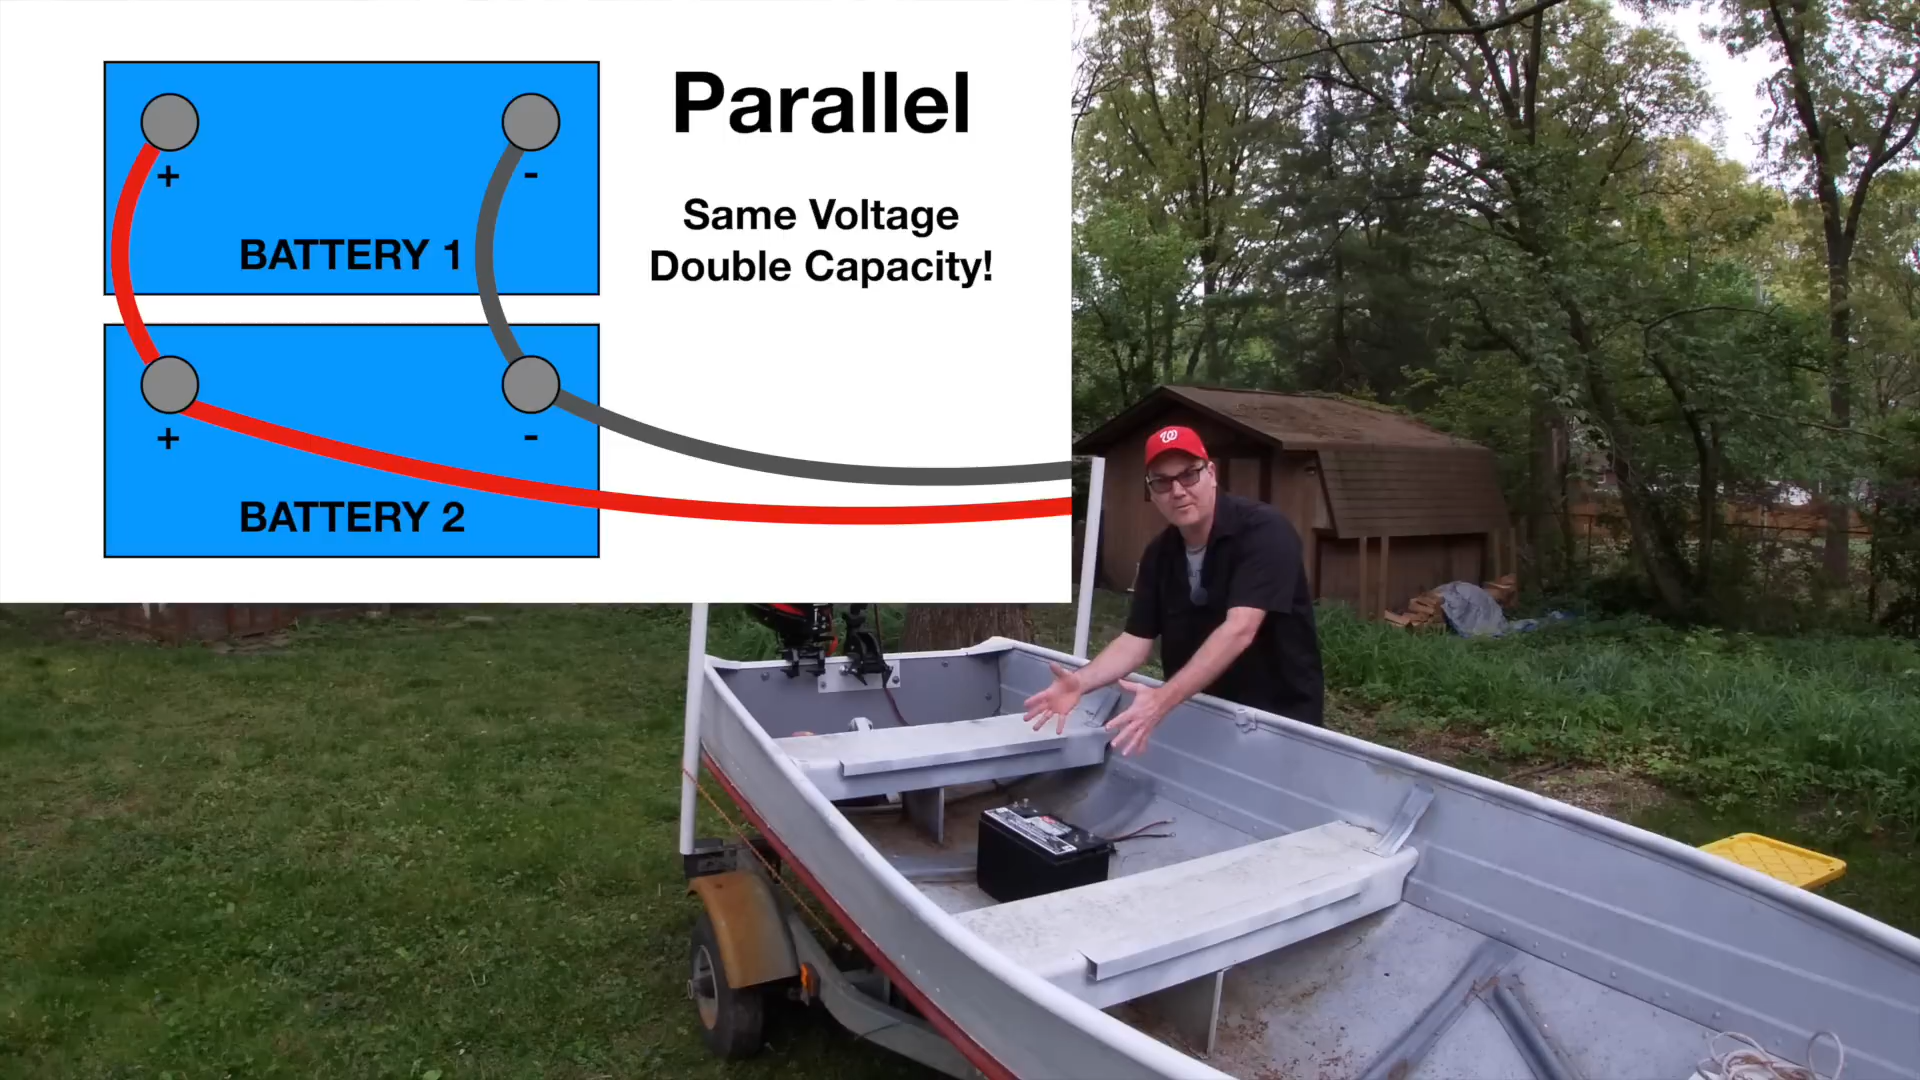 Parallel
Same Voltage
Double Capacity!
+
-
BATTERY 1
+
-
BATTERY 2
W